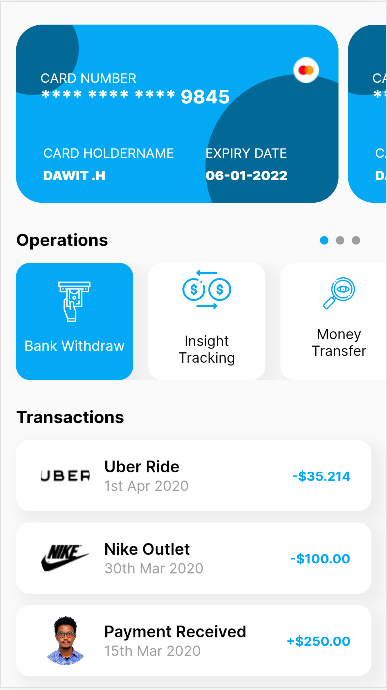 CARD NUMBER
**** **** **** 9845
CARD HOLDERNAME
EXPIRY DATE
DAWIT .H
06-01-2022
CA
**
CA
D
Operations
Bank Withdraw
Insight
Tracking
Money
Transfer
Transactions
UBER
Uber Ride
1st Apr 2020
-$35.214
NIKE
Nike Outlet
30th Mar 2020
-$100.00
Payment Received
15th Mar 2020
+$250.00